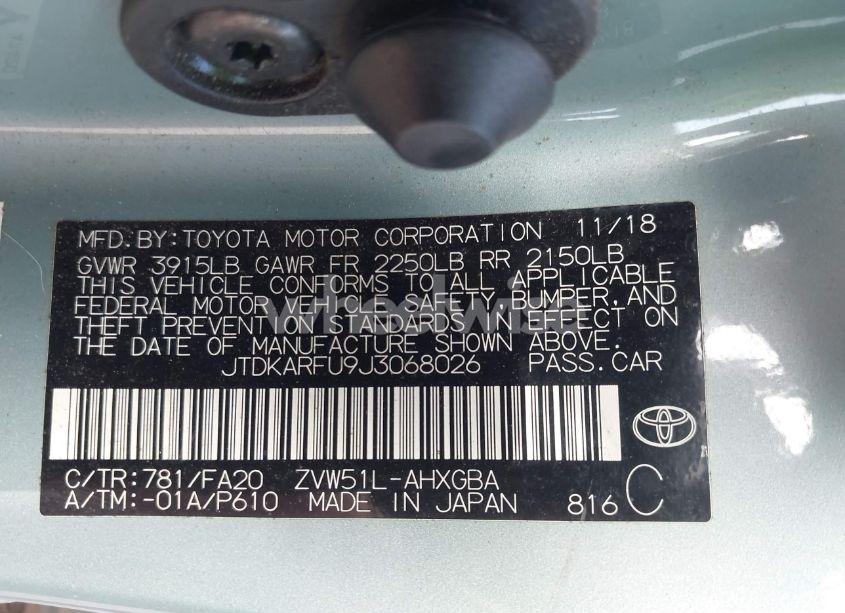 MFD.BY:TOYOTA MOTOR CORPORATION 11/18
GVWR 3915LB GAWR FR 2250LB RR 2150LB
THIS VEHICLE CONFORMS TO ALL APPLICABLE
FEDERAL MOTOR VEHICLE SAFETY, BUMPER, AND
THEFT PREVENTION STANDARDS IN EFFECT ON
THE DATE OF MANUFACTURE SHOWN ABOVE.
JTDKARFU9J3068026 PASS.CAR
C/TR:781/FA20 ZVW51L-AHXGBA
A/TM:-01A/P610 MADE IN JAPAN 816 C